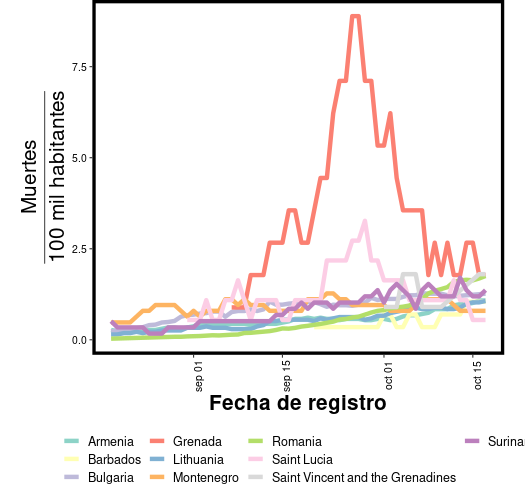 Muertes
100 mil habitantes
7.5
5.0
2.5
0.0
sep 01
sep 15
oct 01
oct 15
Fecha de registro
Armenia Grenada Romania Surina
Barbados Lithuania Saint Lucia
Bulgaria Montenegro Saint Vincent and the Grenadines